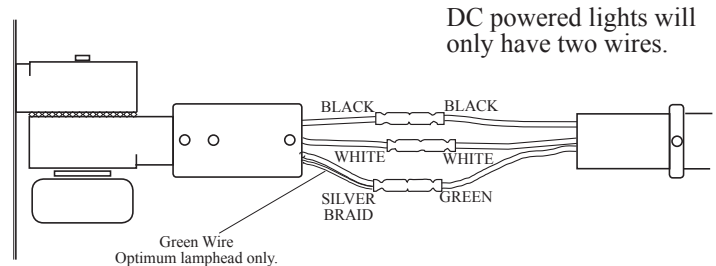 DC powered lights will
only have two wires.
BLACK BLACK
WHITE WHITE
SILVER
BRAID
GREEN
Green Wire
Optimum lamphead only.